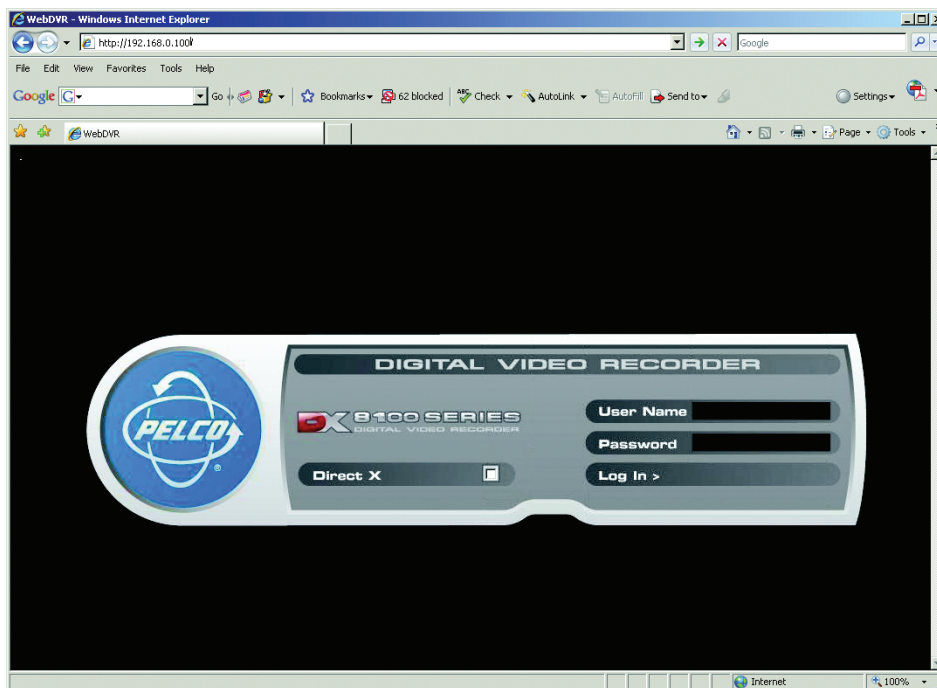 WebDVR - Windows Internet Explorer
http://192.168.0.100/
Google
File Edit View Favorites Tools Help
Google G Go Bookmarks 62 blocked ABC Check AutoLink AutoFill Send to Settings
WebDVR Page Tools
DIGITAL VIDEO RECORDER
DX 8100 SERIES
DIGITAL VIDEO RECORDER
User Name
PELCO
®
Password
Direct X
Log In >
Internet 100%